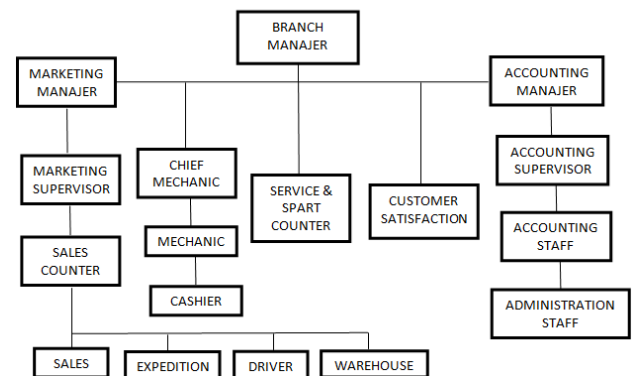 BRANCH
MANAJER
MARKETING
MANAJER
ACCOUNTING
MANAJER
MARKETING
SUPERVISOR
CHIEF
MECHANIC
SERVICE &
SPART
COUNTER
CUSTOMER
SATISFACTION
ACCOUNTING
SUPERVISOR
SALES
COUNTER
MECHANIC
ACCOUNTING
STAFF
CASHIER
ADMINISTRATION
STAFF
SALES
EXPEDITION
DRIVER
WAREHOUSE